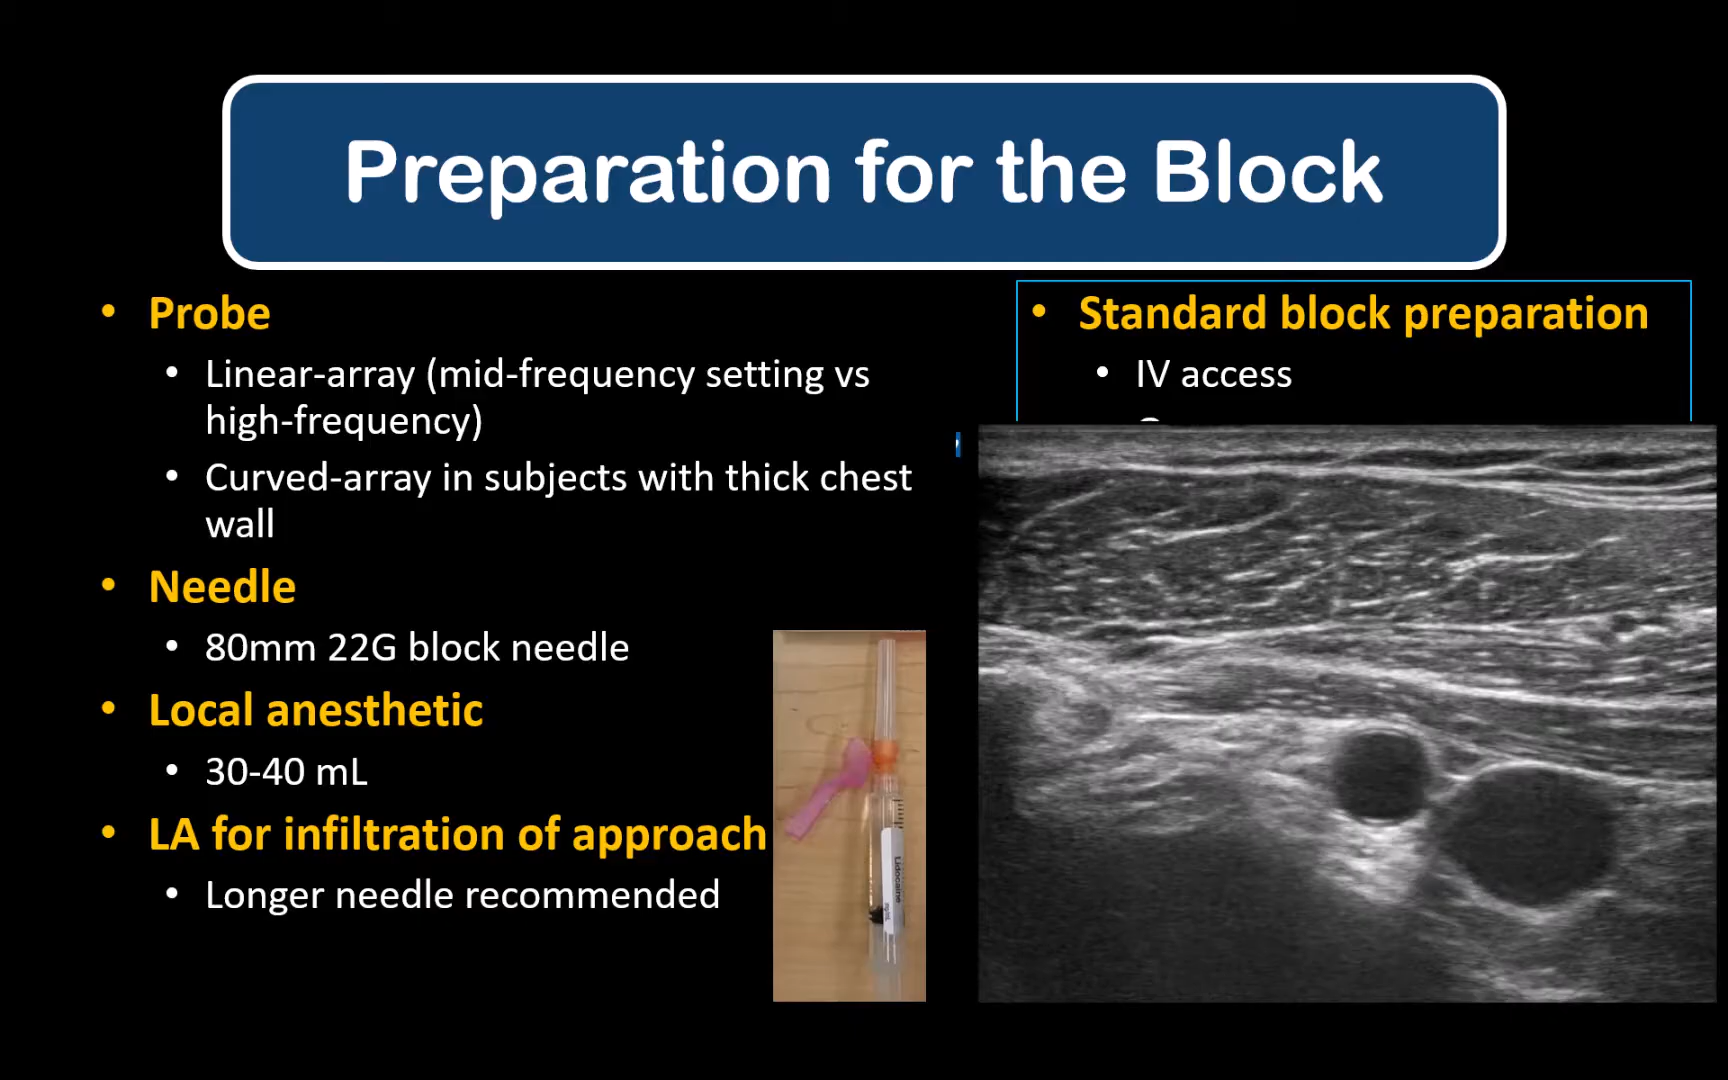 Preparation for the Block
• Probe
• Linear-array (mid-frequency setting vs
high-frequency)
• Curved-array in subjects with thick chest
wall
• Needle
• 80mm 22G block needle
• Local anesthetic
• 30-40 mL
• LA for infiltration of approach
• Longer needle recommended
• Standard block preparation
• IV access
Lidocaine